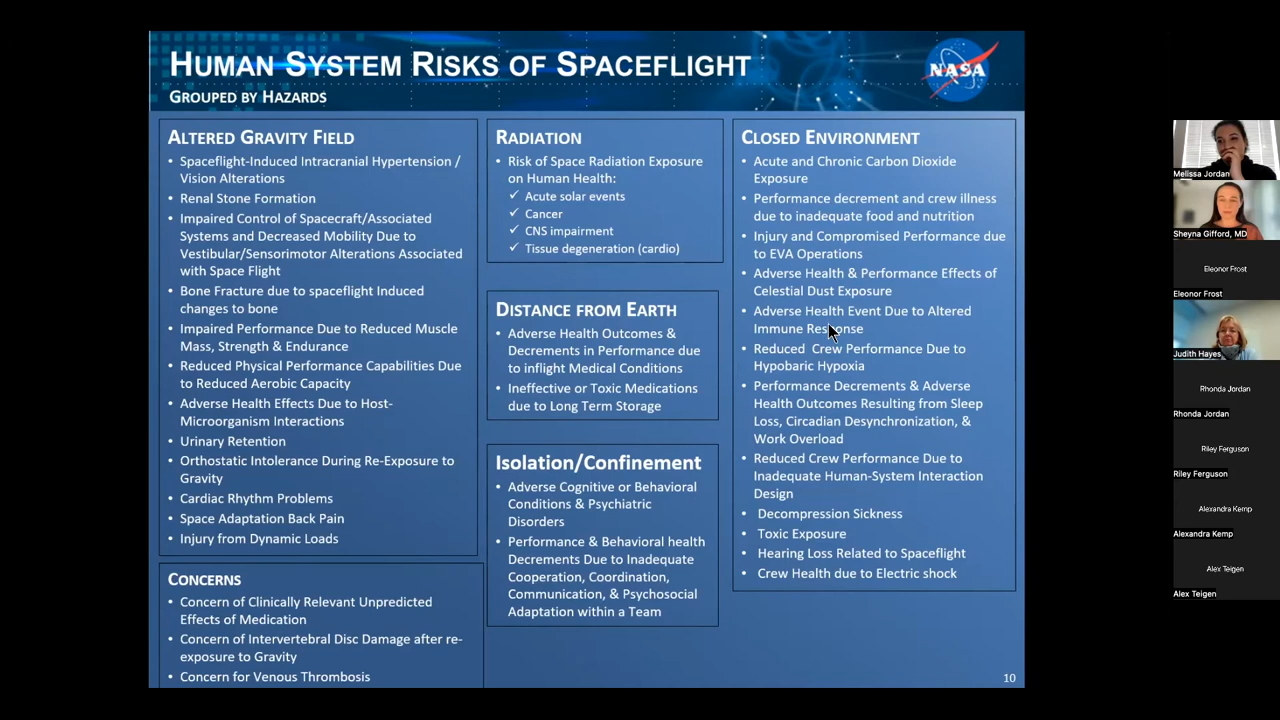 HUMAN SYSTEM RISKS OF SPACEFLIGHT
GROUPED BY HAZARDS
NASA
ALTERED GRAVITY FIELD
• Spaceflight-Induced Intracranial Hypertension /
Vision Alterations
• Renal Stone Formation
• Impaired Control of Spacecraft/Associated
Systems and Decreased Mobility Due to
Vestibular/Sensorimotor Alterations Associated
with Space Flight
• Bone Fracture due to spaceflight Induced
changes to bone
• Impaired Performance Due to Reduced Muscle
Mass, Strength & Endurance
• Reduced Physical Performance Capabilities Due
to Reduced Aerobic Capacity
• Adverse Health Effects Due to Host-
Microorganism Interactions
• Urinary Retention
• Orthostatic Intolerance During Re-Exposure to
Gravity
• Cardiac Rhythm Problems
• Space Adaptation Back Pain
• Injury from Dynamic Loads
CONCERNS
• Concern of Clinically Relevant Unpredicted
Effects of Medication
• Concern of Intervertebral Disc Damage after re-
exposure to Gravity
• Concern for Venous Thrombosis
RADIATION
• Risk of Space Radiation Exposure
on Human Health:
✓ Acute solar events
✓ Cancer
✓ CNS impairment
✓ Tissue degeneration (cardio)
DISTANCE FROM EARTH
• Adverse Health Outcomes &
Decrements in Performance due
to inflight Medical Conditions
• Ineffective or Toxic Medications
due to Long Term Storage
Isolation/Confinement
• Adverse Cognitive or Behavioral
Conditions & Psychiatric
Disorders
• Performance & Behavioral health
Decrements Due to Inadequate
Cooperation, Coordination,
Communication, & Psychosocial
Adaptation within a Team
CLOSED ENVIRONMENT
• Acute and Chronic Carbon Dioxide
Exposure
• Performance decrement and crew illness
due to inadequate food and nutrition
• Injury and Compromised Performance due
to EVA Operations
• Adverse Health & Performance Effects of
Celestial Dust Exposure
• Adverse Health Event Due to Altered
Immune Response
• Reduced Crew Performance Due to
Hypobaric Hypoxia
• Performance Decrements & Adverse
Health Outcomes Resulting from Sleep
Loss, Circadian Desynchronization, &
Work Overload
• Reduced Crew Performance Due to
Inadequate Human-System Interaction
Design
• Decompression Sickness
• Toxic Exposure
• Hearing Loss Related to Spaceflight
• Crew Health due to Electric shock
10
Melissa Jordan
Sheyna Gifford, MD
Eleonor Frost
Eleonor Frost
Judith Hayes
Rhonda Jordan
Rhonda Jordan
Riley Ferguson
Riley Ferguson
Alexandra Kemp
Alexandra Kemp
Alex Teigen
Alex Teigen